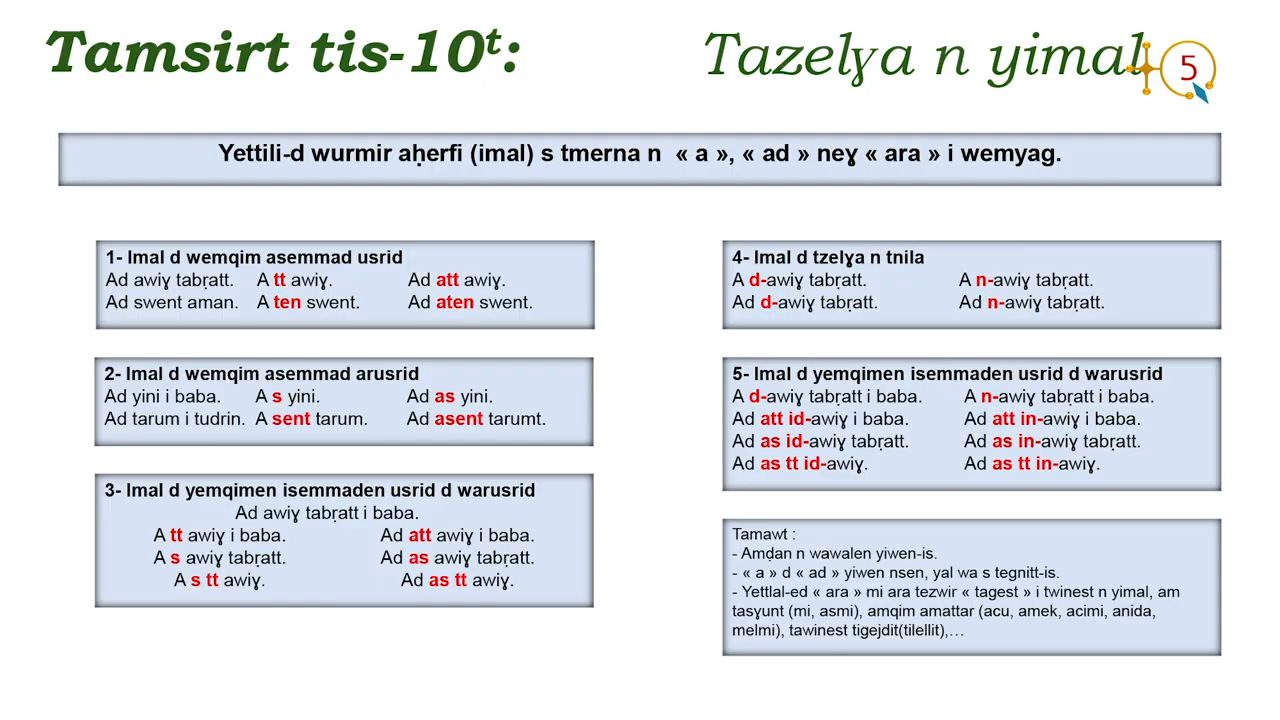 Tamsirt tis-10ᵗ:
Tazelɣa n yimal
5
Yettili-d wurmir aḥerfi (imal) s tmerna n « a », « ad » neɣ « ara » i wemyag.
1- Imal d wemqim asemmad usrid
Ad awiɣ tabṛatt. A tt awiɣ. Ad att awiɣ.
Ad swent aman. A ten swent. Ad aten swent.
2- Imal d wemqim asemmad arusrid
Ad yini i baba. A s yini. Ad as yini.
Ad tarum i tudrin. A sent tarum. Ad asent tarumt.
3- Imal d yemqimen isemmaden usrid d warusrid
Ad awiɣ tabṛatt i baba.
A tt awiɣ i baba. Ad att awiɣ i baba.
A s awiɣ tabṛatt. Ad as awiɣ tabṛatt.
A s tt awiɣ. Ad as tt awiɣ.
4- Imal d tzelɣa n tnila
A d-awiɣ tabṛatt. A n-awiɣ tabṛatt.
Ad d-awiɣ tabṛatt. Ad n-awiɣ tabṛatt.
5- Imal d yemqimen isemmaden usrid d warusrid
A d-awiɣ tabṛatt i baba. A n-awiɣ tabṛatt i baba.
Ad att id-awiɣ i baba. Ad att in-awiɣ i baba.
Ad as id-awiɣ tabṛatt. Ad as in-awiɣ tabṛatt.
Ad as tt id-awiɣ. Ad as tt in-awiɣ.
Tamawt :
- Amḍan n wawalen yiwen-is.
- « a » d « ad » yiwen nsen, yal wa s tegnitt-is.
- Yettlal-ed « ara » mi ara tezwir « tagest » i twinest n yimal, am
tasɣunt (mi, asmi), amqim amattar (acu, amek, acimi, anida,
melmi), tawinest tigejdit(tilellit),…